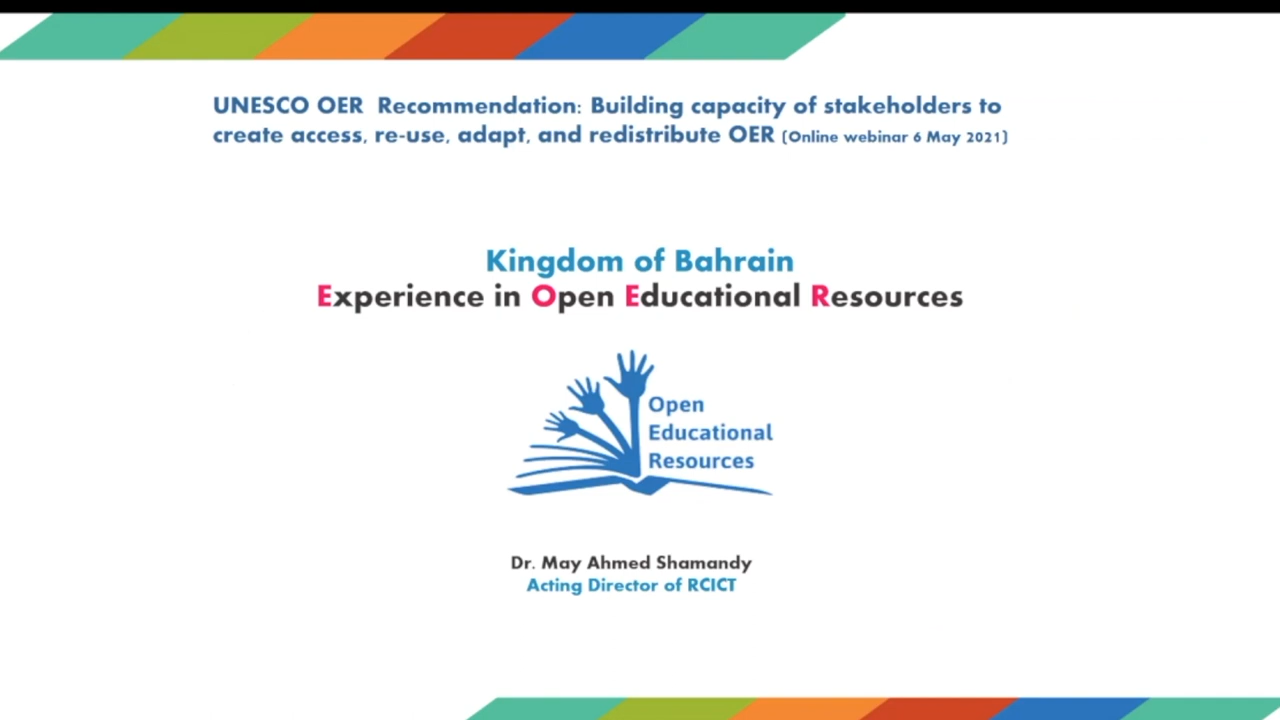 UNESCO OER Recommendation: Building capacity of stakeholders to
create access, re-use, adapt, and redistribute OER (Online webinar 6 May 2021)
Kingdom of Bahrain
Experience in Open Educational Resources
Open
Educational
Resources
Dr. May Ahmed Shamandy
Acting Director of RCICT